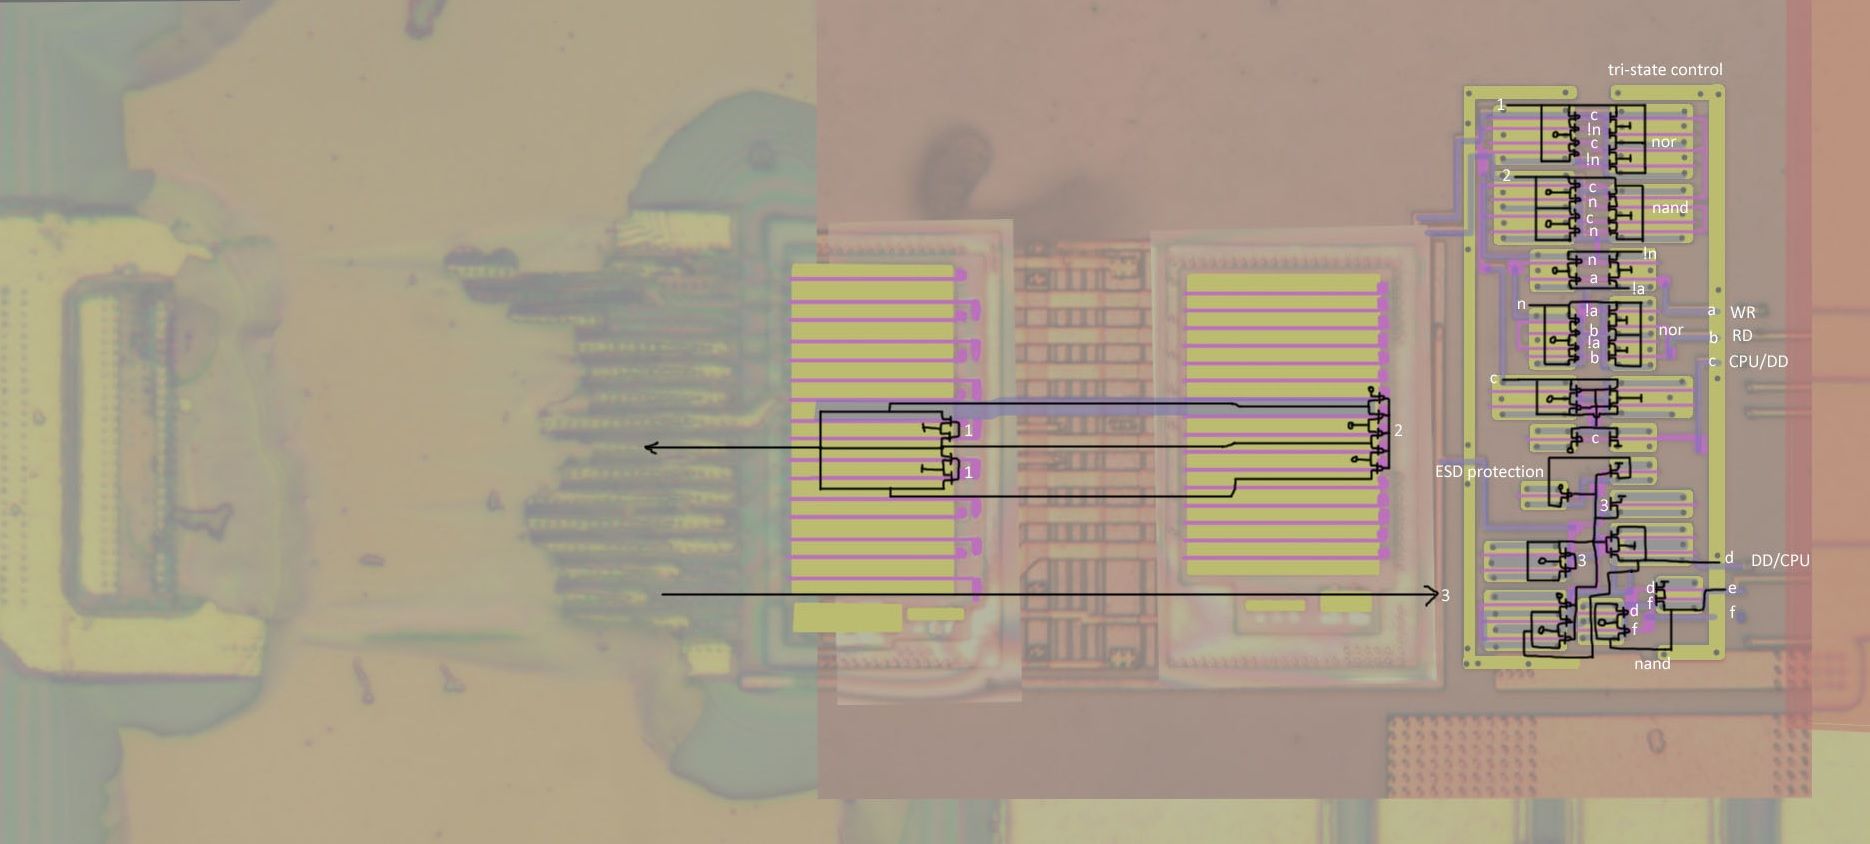 tri-state control
1
c
!n
c
!n
nor
2
c
n
c
n
nand
n
!n
a
!a
n
!a
b
!a
b
nor
a WR
b RD
c CPU/DD
c
c
1
1
2
ESD protection
3
3
d DD/CPU
3
d
f
e
f
d
f
nand